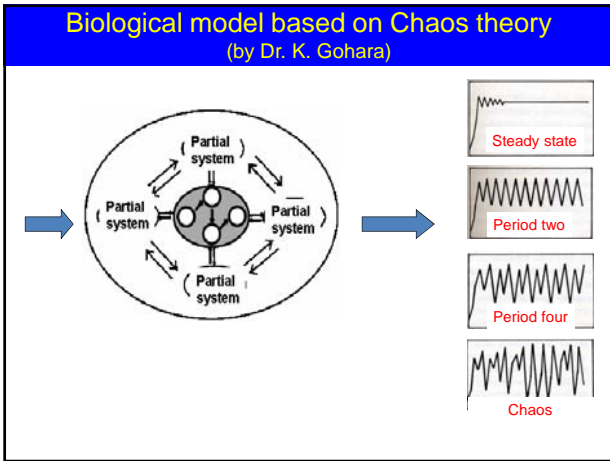 Biological model based on Chaos theory
(by Dr. K. Gohara)
Partial
system
Partial
system
Partial
system
Partial
system
Steady state
Period two
Period four
Chaos